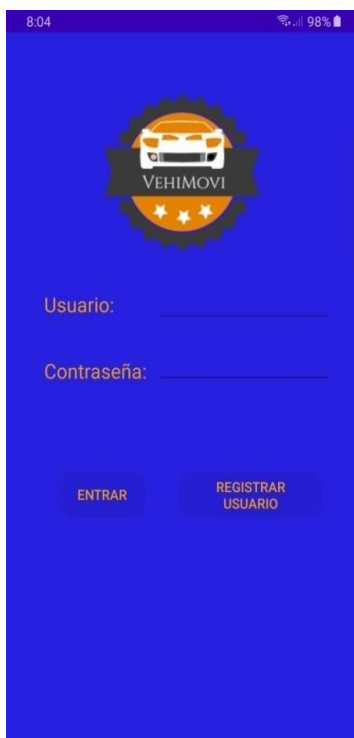 8:04
98%
VEHIMOVI
Usuario:
Contraseña:
ENTRAR
REGISTRAR
USUARIO